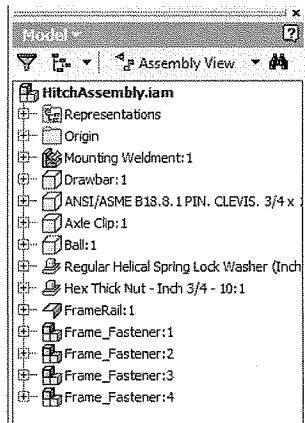 Model
Assembly View
HitchAssembly.iam
Representations
Origin
Mounting Weldment:1
Drawbar:1
ANSI/ASME B18.8.1 PIN. CLEVIS. 3/4 x
Axle Clip:1
Ball:1
Regular Helical Spring Lock Washer (Inch
Hex Thick Nut - Inch 3/4 - 10:1
FrameRail:1
Frame_Fastener:1
Frame_Fastener:2
Frame_Fastener:3
Frame_Fastener:4